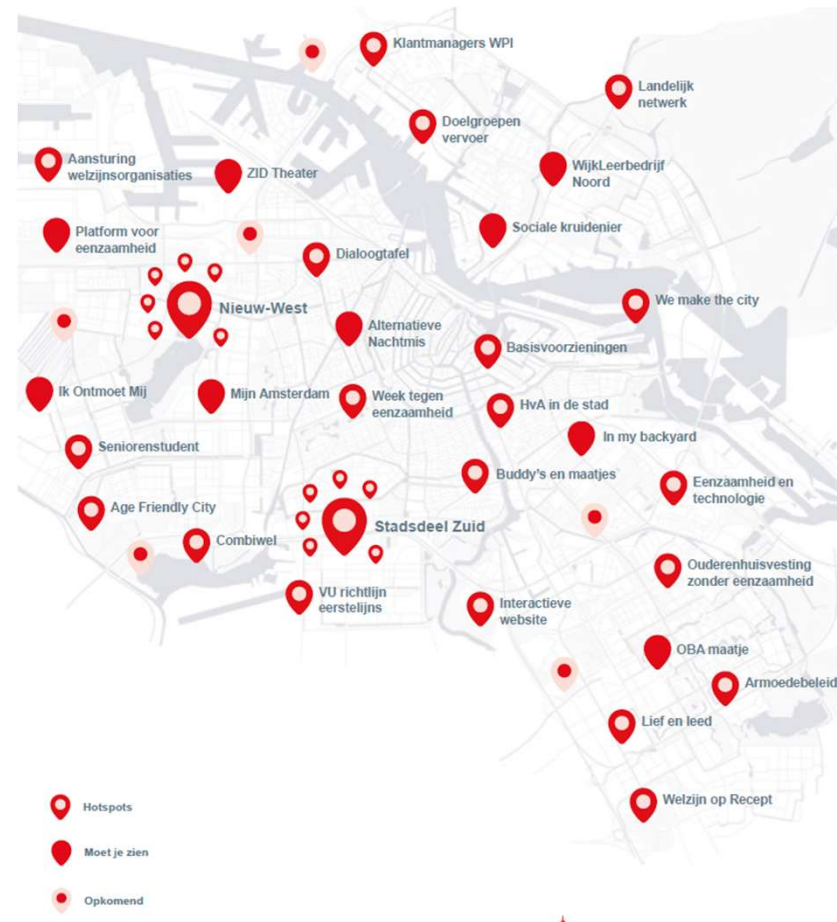 Klantmanagers WPI
Landelijk
netwerk
Doelgroepen
vervoer
Aansturing
welzijnsorganisaties
ZID Theater
WijkLeerbedrijf
Noord
Platform voor
eenzaamheid
Sociale kruidenier
Dialoogtafel
Nieuw-West
We make the city
Alternatieve
Nachtmis
Basisvoorzieningen
Ik Ontmoet Mij
Mijn Amsterdam
Week tegen
eenzaamheid
HvA in de stad
In my backyard
Seniorenstudent
Buddy's en maatjes
Eenzaamheid en
technologie
Age Friendly City
Stadsdeel Zuid
Combiwel
Ouderenhuisvesting
zonder eenzaamheid
VU richtlijn
eerstelijns
Interactieve
website
OBA maatje
Armoedebeleid
Lief en leed
Welzijn op Recept
Hotspots
Moet je zien
Opkomend